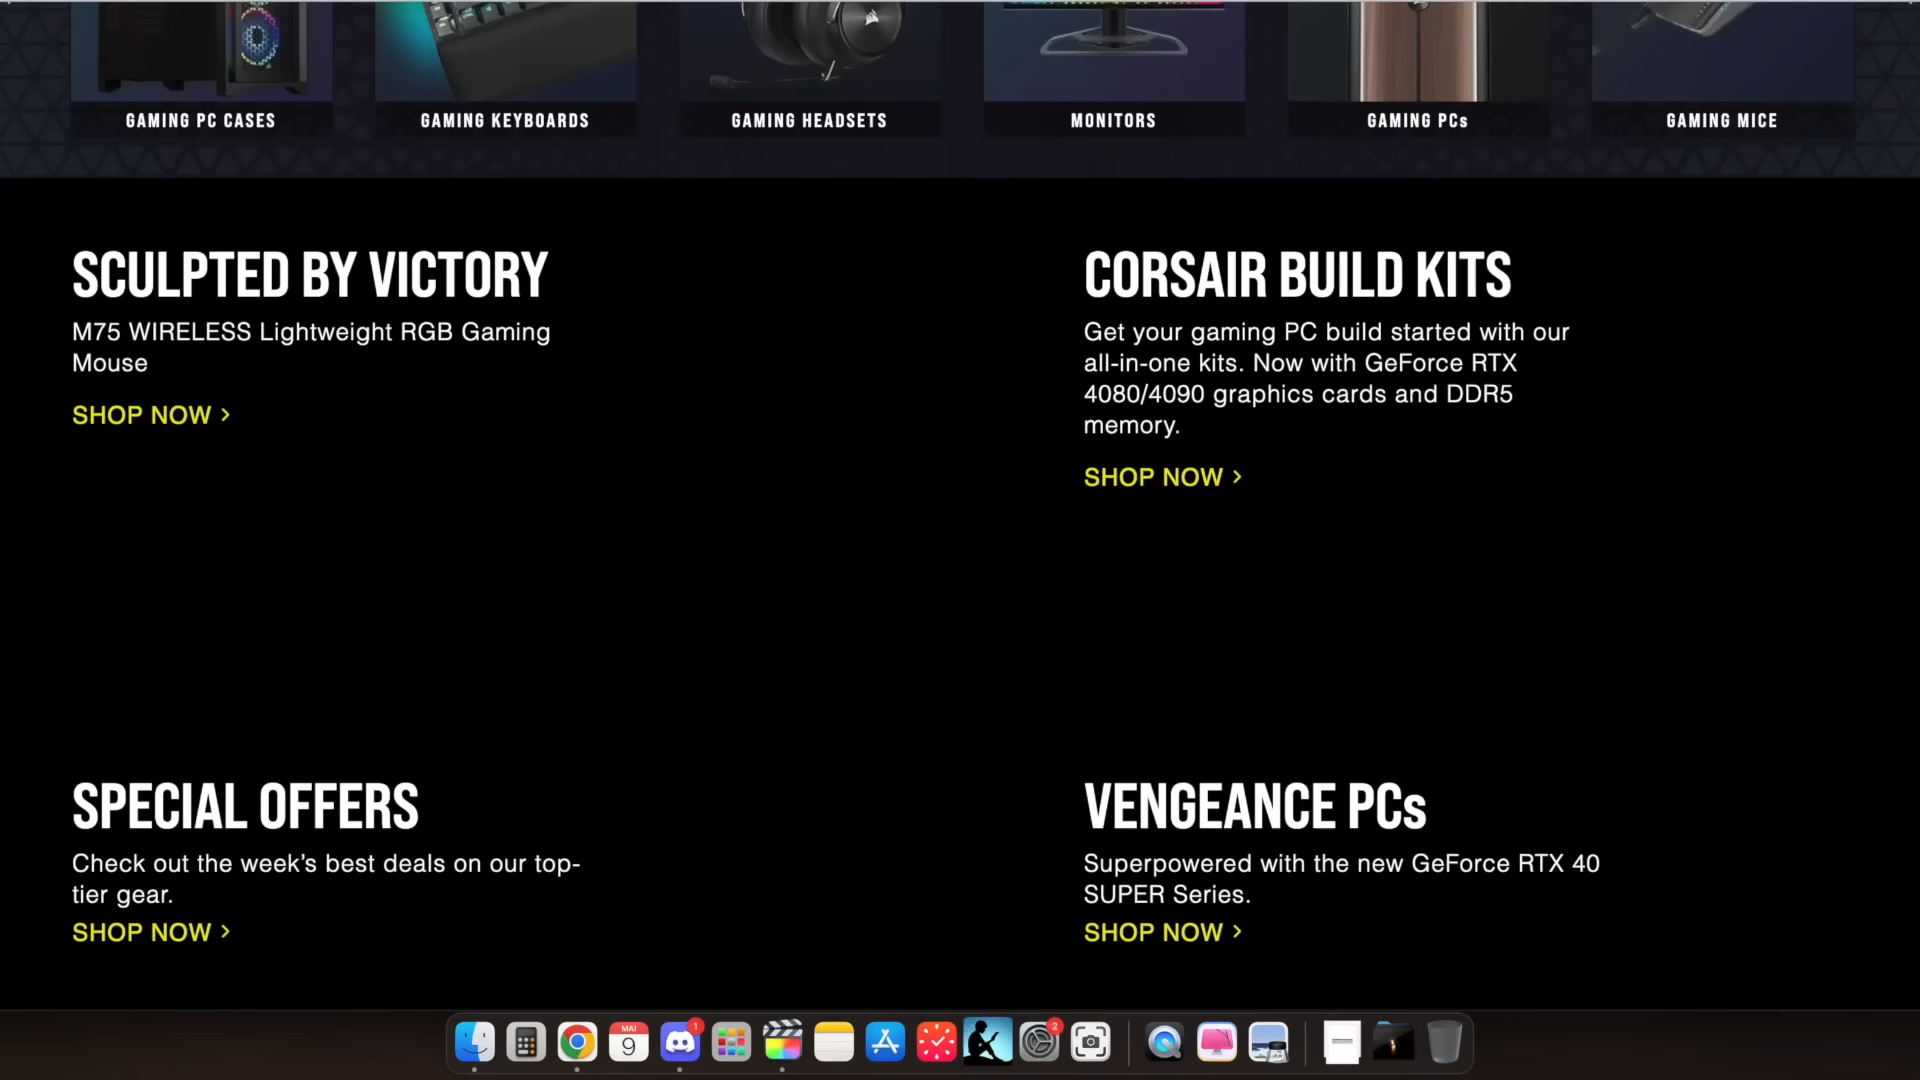 GAMING PC CASES
GAMING KEYBOARDS
GAMING HEADSETS
MONITORS
GAMING PCs
GAMING MICE
SCULPTED BY VICTORY
M75 WIRELESS Lightweight RGB Gaming
Mouse
SHOP NOW >
CORSAIR BUILD KITS
Get your gaming PC build started with our
all-in-one kits. Now with GeForce RTX
4080/4090 graphics cards and DDR5
memory.
SHOP NOW >
SPECIAL OFFERS
Check out the week’s best deals on our top-
tier gear.
SHOP NOW >
VENGEANCE PCs
Superpowered with the new GeForce RTX 40
SUPER Series.
SHOP NOW >
MAI
9
1
2